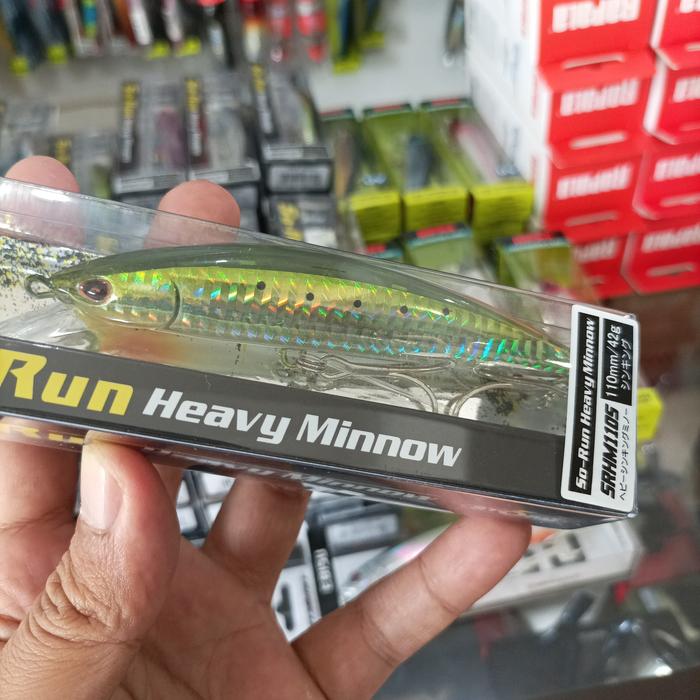 Run Heavy Minnow
So-Run Heavy Minnow
SRHM110S
110mm/42g
シンキング
ヘビーシンキングミノー
Rapala
Rapala
Rapala
Rapala